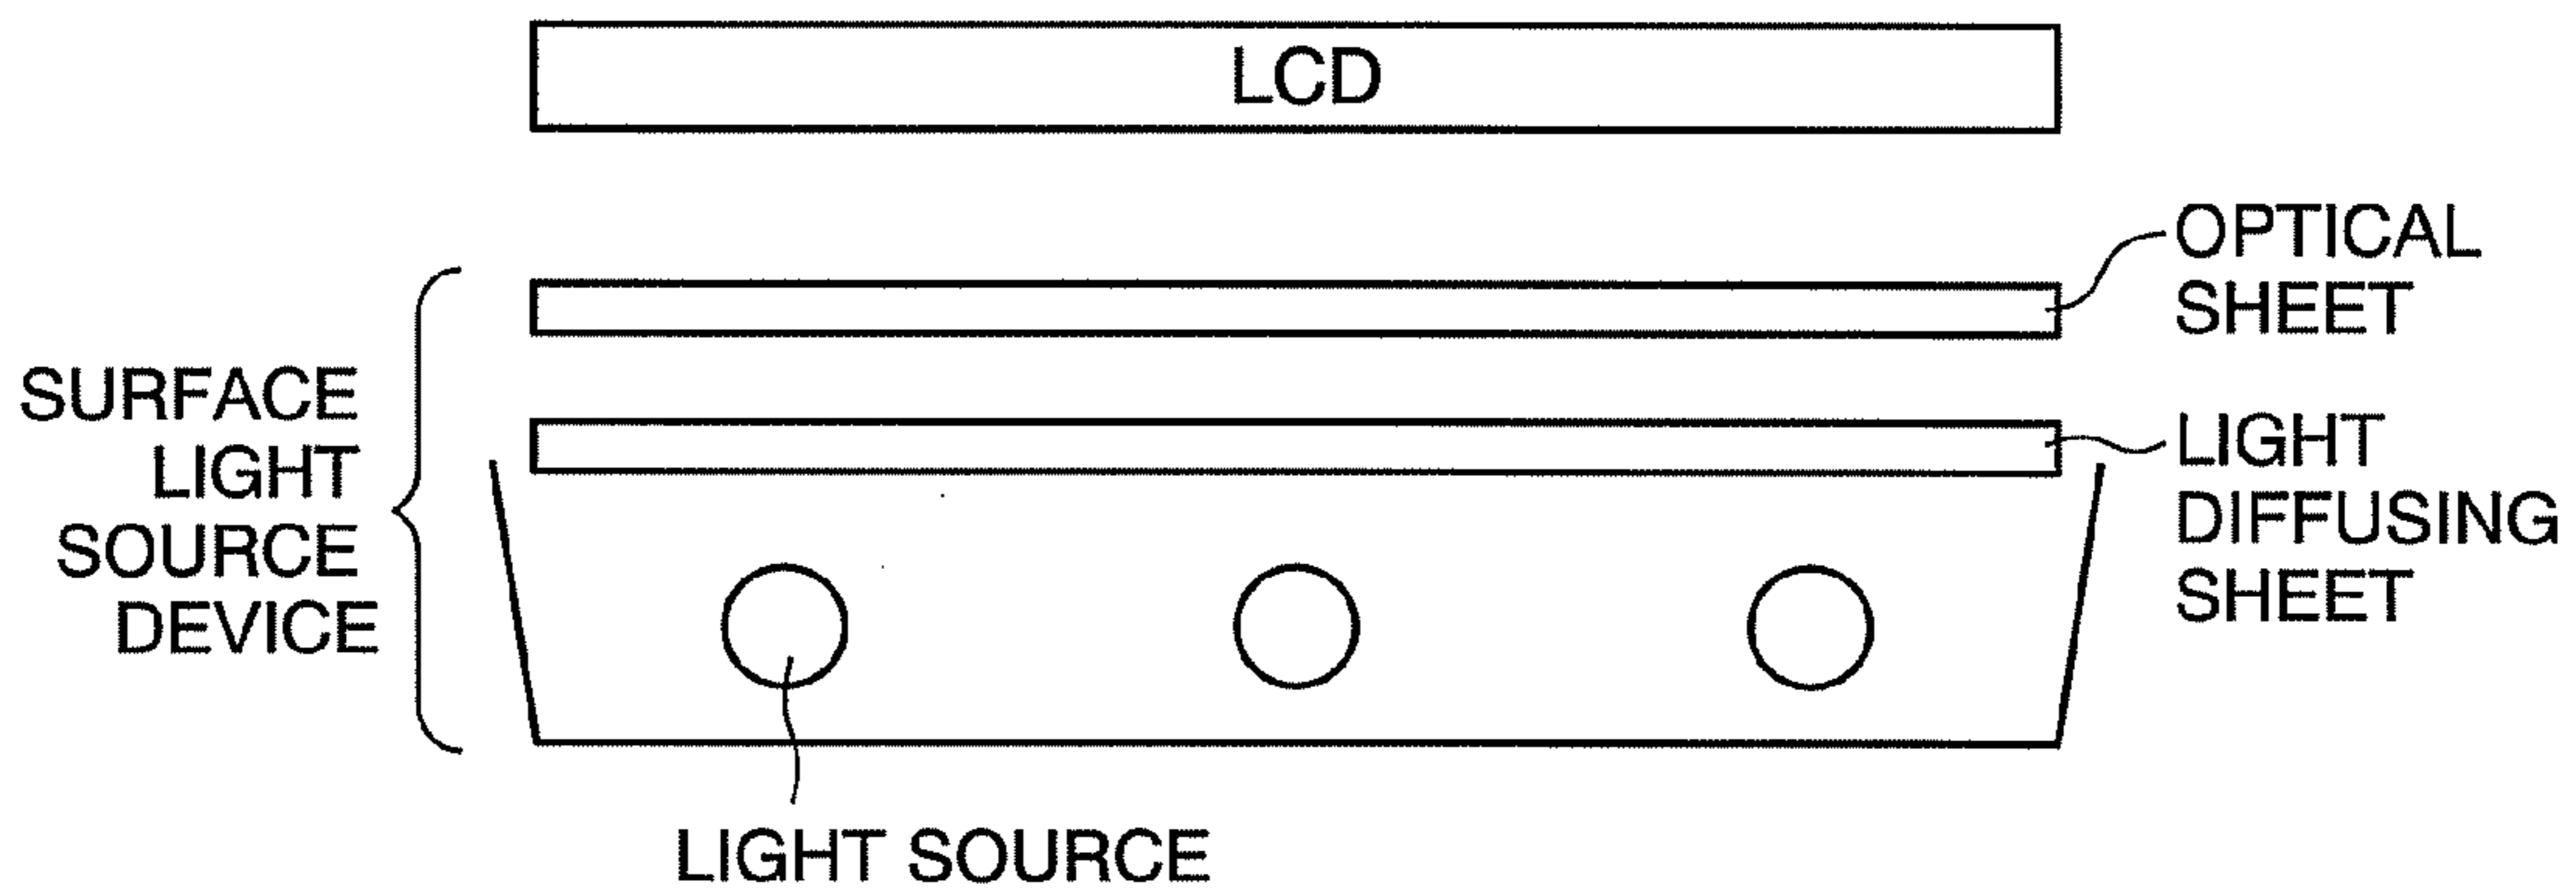 LCD
OPTICAL
SHEET
SURFACE
LIGHT
SOURCE
DEVICE
LIGHT
DIFFUSING
SHEET
LIGHT SOURCE